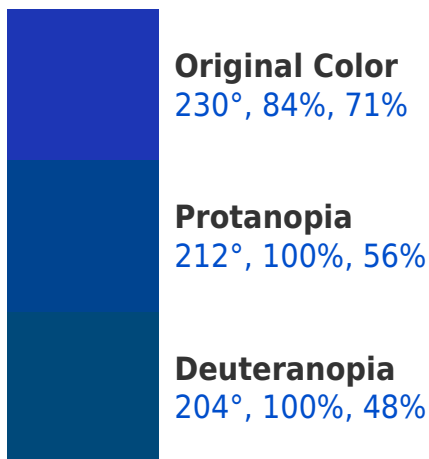 Original Color
230°, 84%, 71%
Protanopia
212°, 100%, 56%
Deuteranopia
204°, 100%, 48%